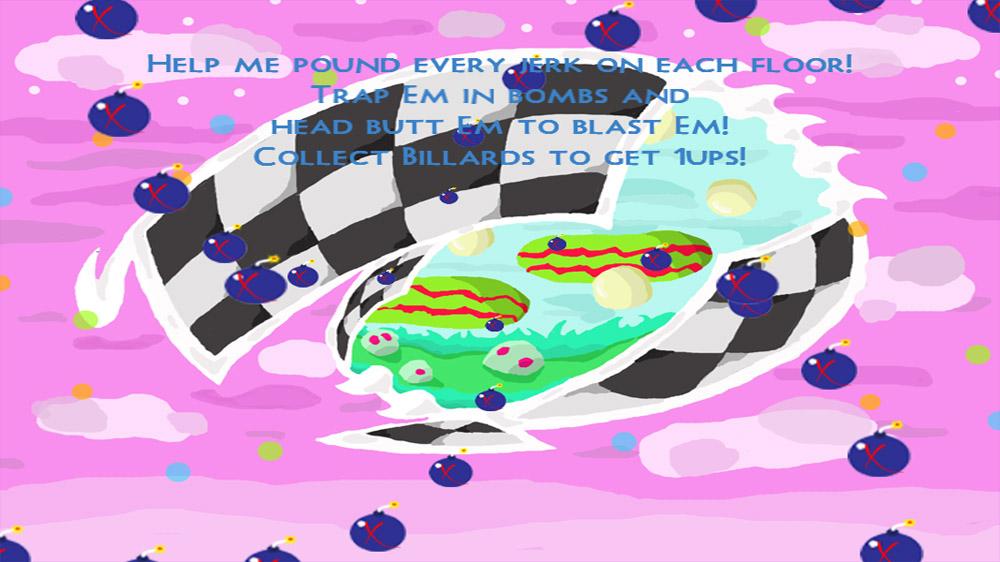 Help me pound every jerk on each floor!
Trap Em in bombs and
head butt Em to blast Em!
Collect Billards to get 1ups!